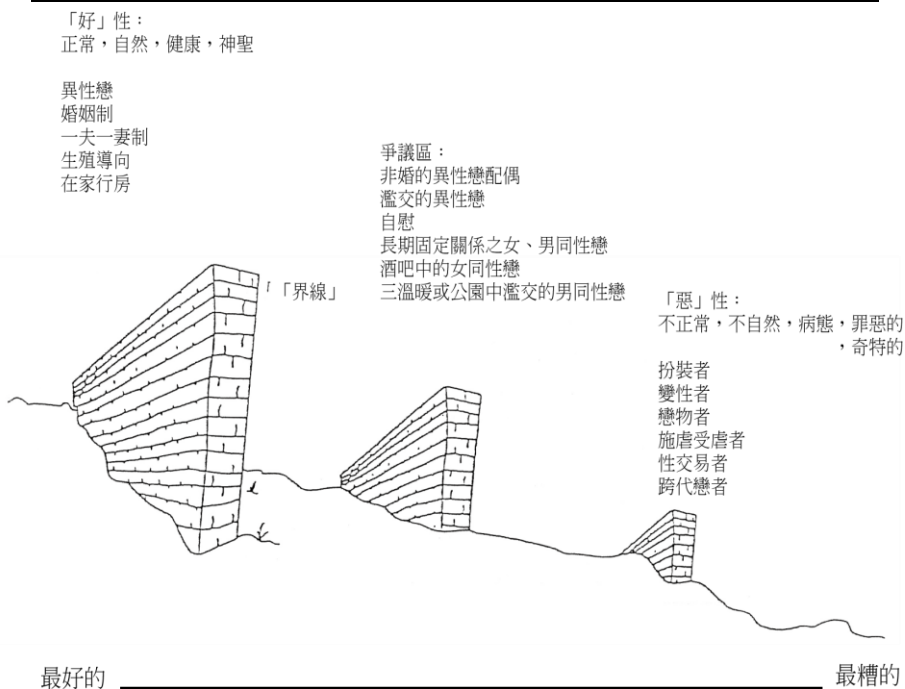 「好」性：
正常，自然，健康，神聖
異性戀
婚姻制
一夫一妻制
生殖導向
在家行房
爭議區：
非婚的異性戀配偶
濫交的異性戀
自慰
長期固定關係之女、男同性戀
酒吧中的女同性戀
三溫暖或公園中濫交的男同性戀
「「界線」
「惡」性：
不正常，不自然，病態，罪惡的
，奇特的
扮裝者
變性者
戀物者
施虐受虐者
性交易者
跨代戀者
最好的
最糟的